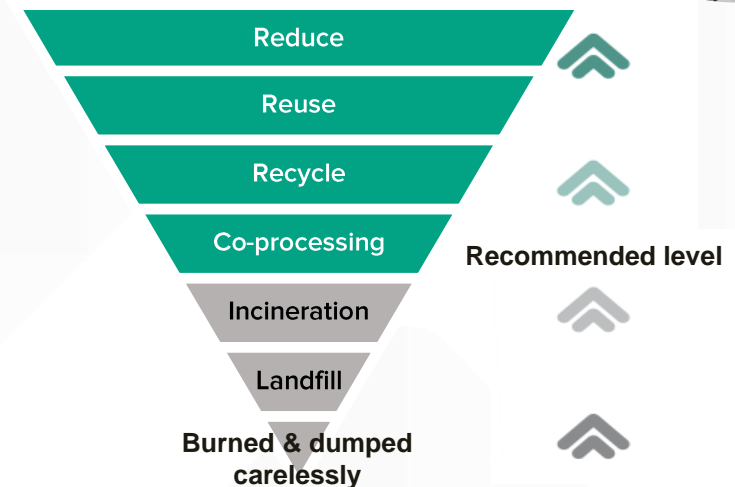 Reduce
Reuse
Recycle
Co-processing
Recommended level
Incineration
Landfill
Burned & dumped
carelessly